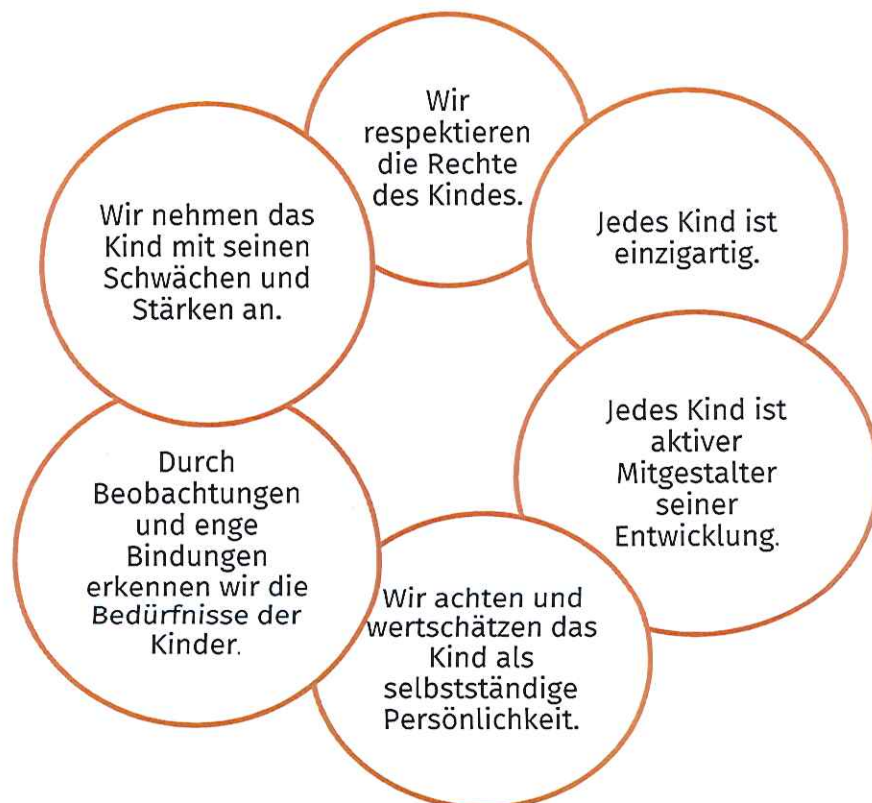 Wir
respektieren
die Rechte
des Kindes.
Jedes Kind ist
einzigartig.
Jedes Kind ist
aktiver
Mitgestalter
seiner
Entwicklung.
Wir achten und
wertschätzen das
Kind als
selbstständige
Persönlichkeit.
Durch
Beobachtungen
und enge
Bindungen
erkennen wir die
Bedürfnisse der
Kinder.
Wir nehmen das
Kind mit seinen
Schwächen und
Stärken an.